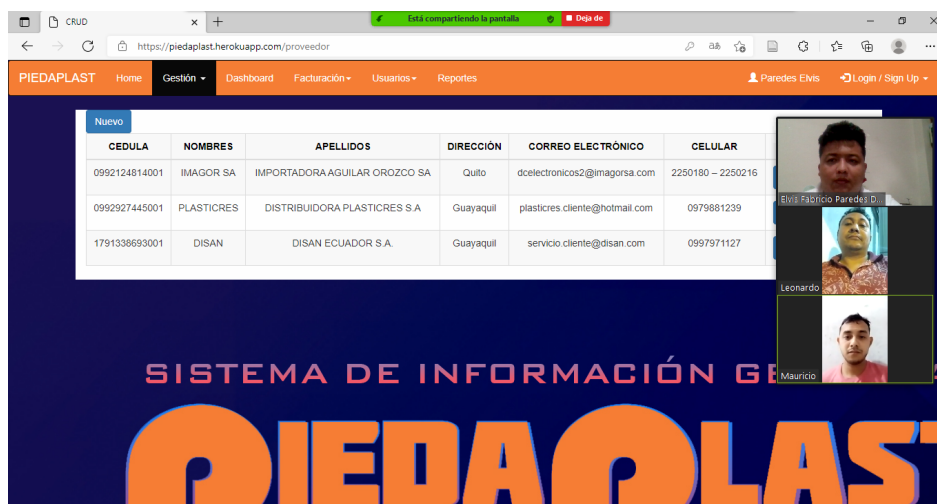 CRUD
Está compartiendo la pantalla
Deja de
https://piedaplast.herokuapp.com/proveedor
PIEDAPLAST Home Gestión Dashboard Facturación Usuarios Reportes Paredes Elvis Login / Sign Up
Nuevo
CEDULA NOMBRES APELLIDOS DIRECCIÓN CORREO ELECTRÓNICO CELULAR
0992124814001 IMAGOR SA IMPORTADORA AGUILAR OROZCO SA Quito dcelectronicos2@imagorsa.com 2250180 – 2250216
0992927445001 PLASTICRES DISTRIBUIDORA PLASTICRES S.A Guayaquil plasticres.cliente@hotmail.com 0979881239
1791338693001 DISAN DISAN ECUADOR S.A. Guayaquil servicio.cliente@disan.com 0997971127
Elvis Fabricio Paredes D...
Leonardo
Mauricio
SISTEMA DE INFORMACIÓN
PIEDAPLAST